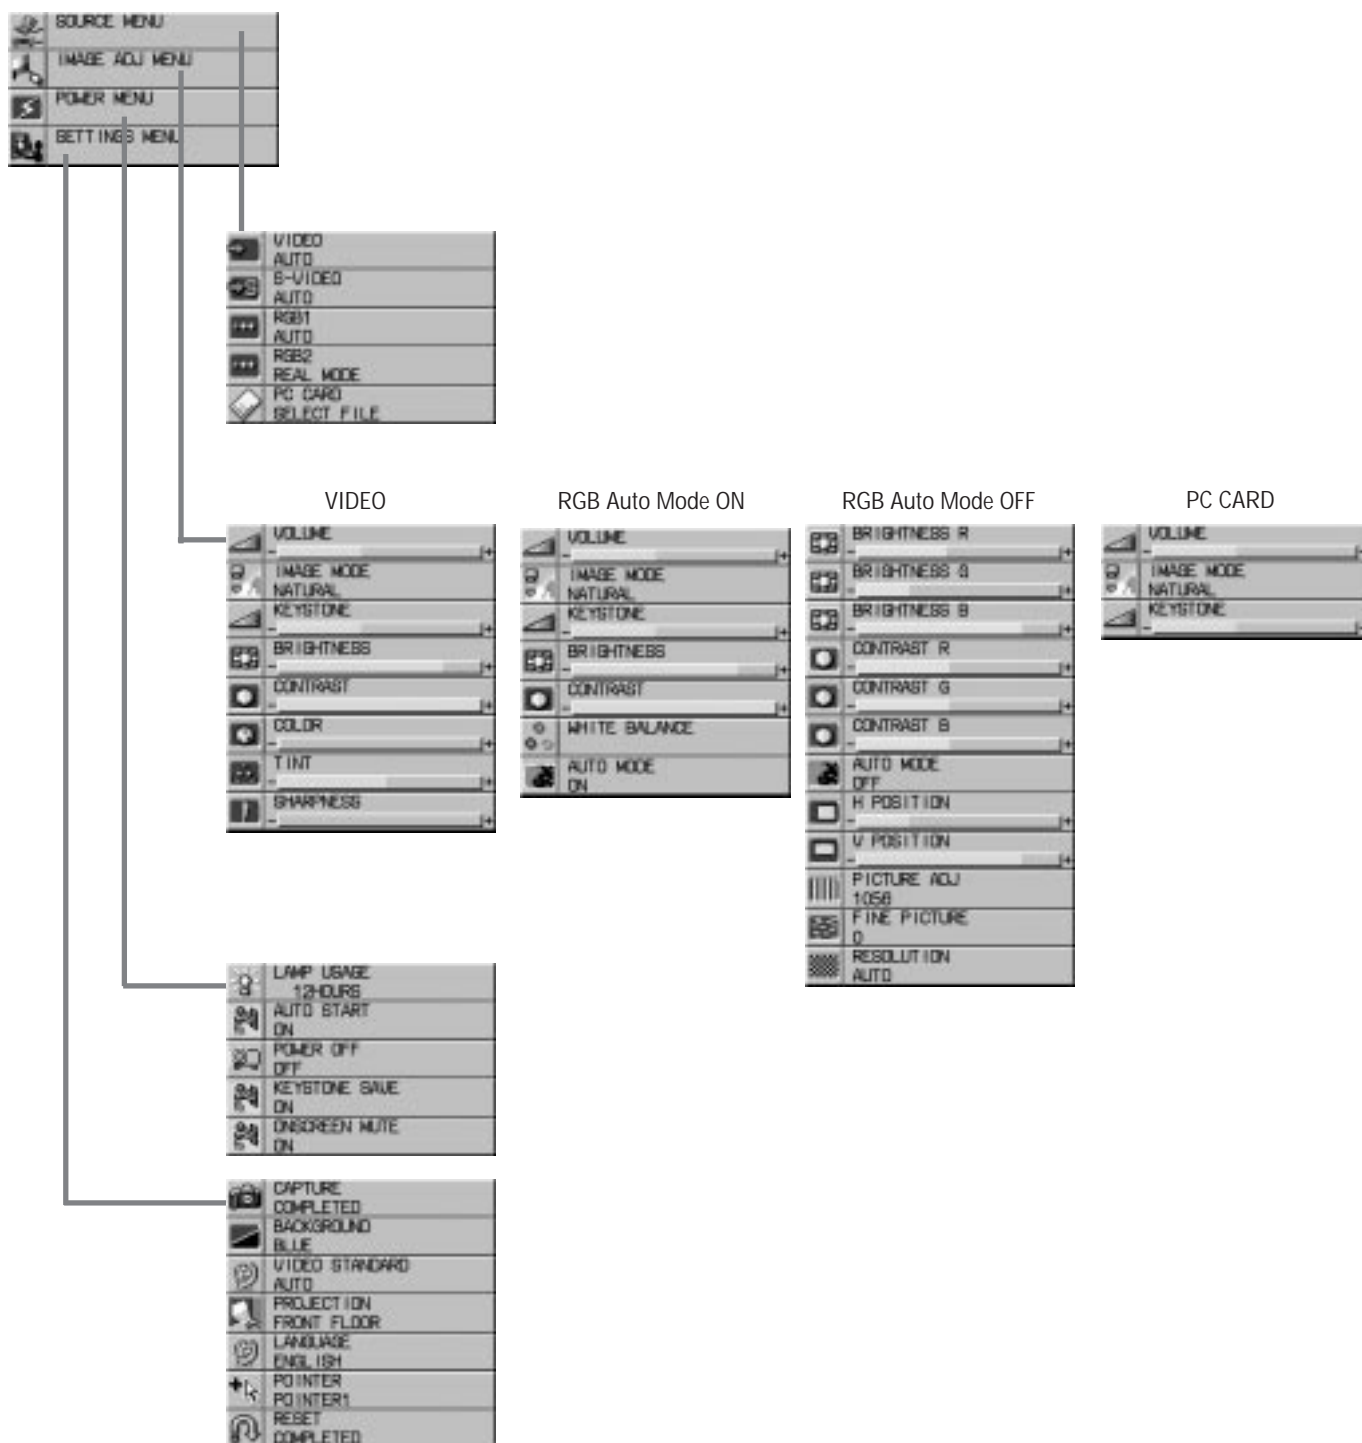 SOURCE MENU
IMAGE ADJ MENU
POWER MENU
SETTINGS MENU
VIDEO
AUTO
S-VIDEO
AUTO
RGB1
AUTO
RGB2
REAL MODE
PC CARD
SELECT FILE
VIDEO
VOLUME
- +
IMAGE MODE
NATURAL
KEYSTONE
- +
BRIGHTNESS
- +
CONTRAST
- +
COLOR
- +
TINT
- +
SHARPNESS
- +
RGB Auto Mode ON
VOLUME
- +
IMAGE MODE
NATURAL
KEYSTONE
- +
BRIGHTNESS
- +
CONTRAST
- +
WHITE BALANCE
AUTO MODE
ON
RGB Auto Mode OFF
BRIGHTNESS R
- +
BRIGHTNESS G
- +
BRIGHTNESS B
- +
CONTRAST R
- +
CONTRAST G
- +
CONTRAST B
- +
AUTO MODE
OFF
H POSITION
- +
V POSITION
- +
PICTURE ADJ
1056
FINE PICTURE
0
RESOLUTION
AUTO
PC CARD
VOLUME
-
IMAGE MODE
NATURAL
KEYSTONE
-
LAMP USAGE
12HOURS
AUTO START
ON
POWER OFF
OFF
KEYSTONE SAVE
ON
ONSCREEN MUTE
ON
CAPTURE
COMPLETED
BACKGROUND
BLUE
VIDEO STANDARD
AUTO
PROJECTION
FRONT FLOOR
LANGUAGE
ENGLISH
POINTER
POINTER1
RESET
COMPLETED